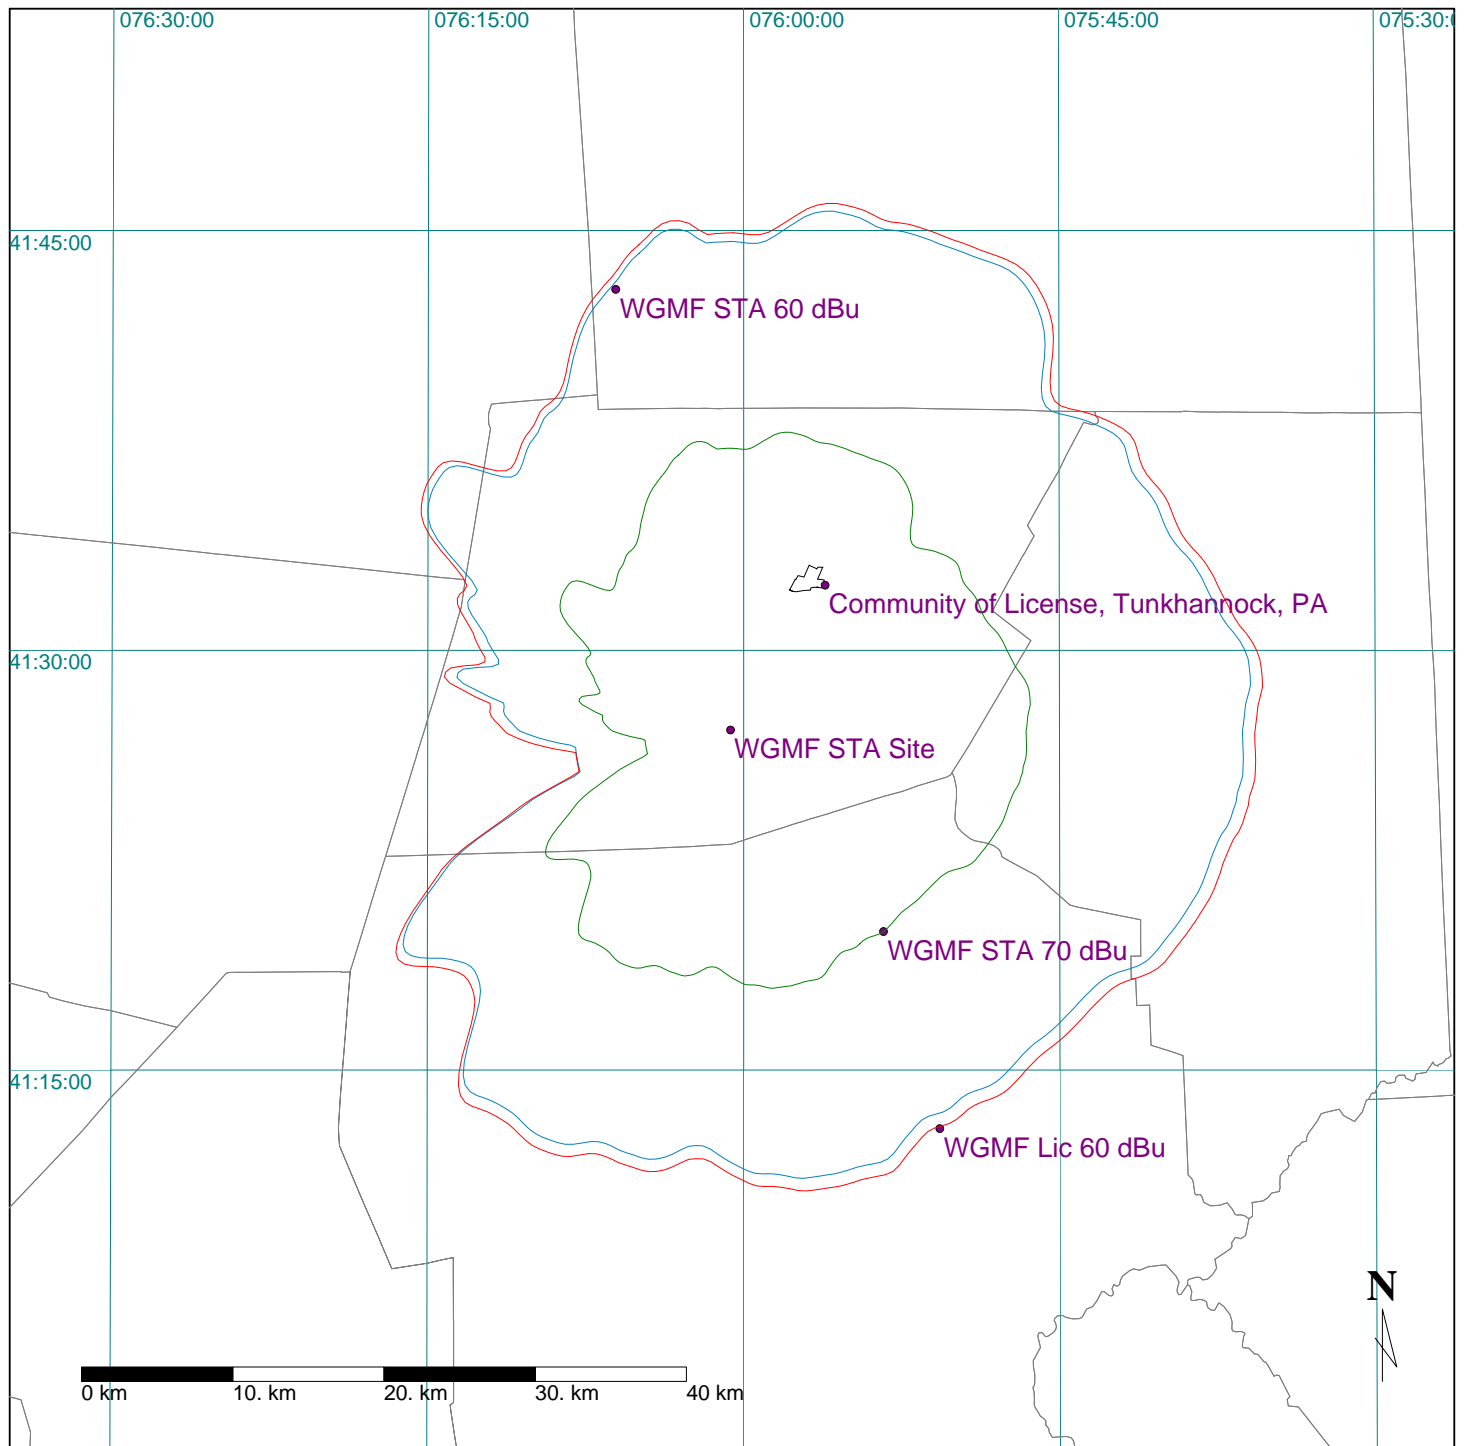 076:30:00
076:15:00
076:00:00
075:45:00
075:30:0
41:45:00
WGMF STA 60 dBu
Community of License, Tunkhannock, PA
41:30:00
WGMF STA Site
WGMF STA 70 dBu
41:15:00
WGMF Lic 60 dBu
N
0 km
10. km
20. km
30. km
40 km